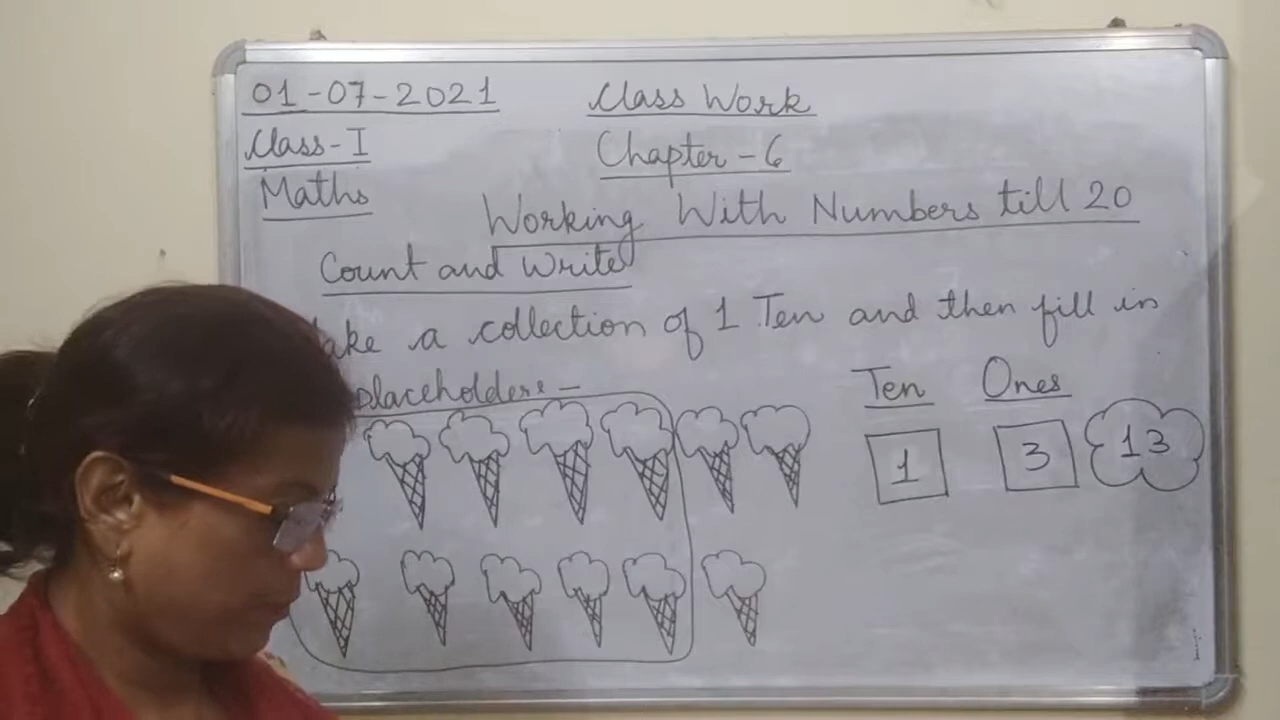 01-07-2021 Class Work
Class-I Chapter-6
Maths
Working With Numbers till 20
Count and Write
ake a collection of 1 Ten and then fill in
placeholders-
Ten Ones
1 3 13